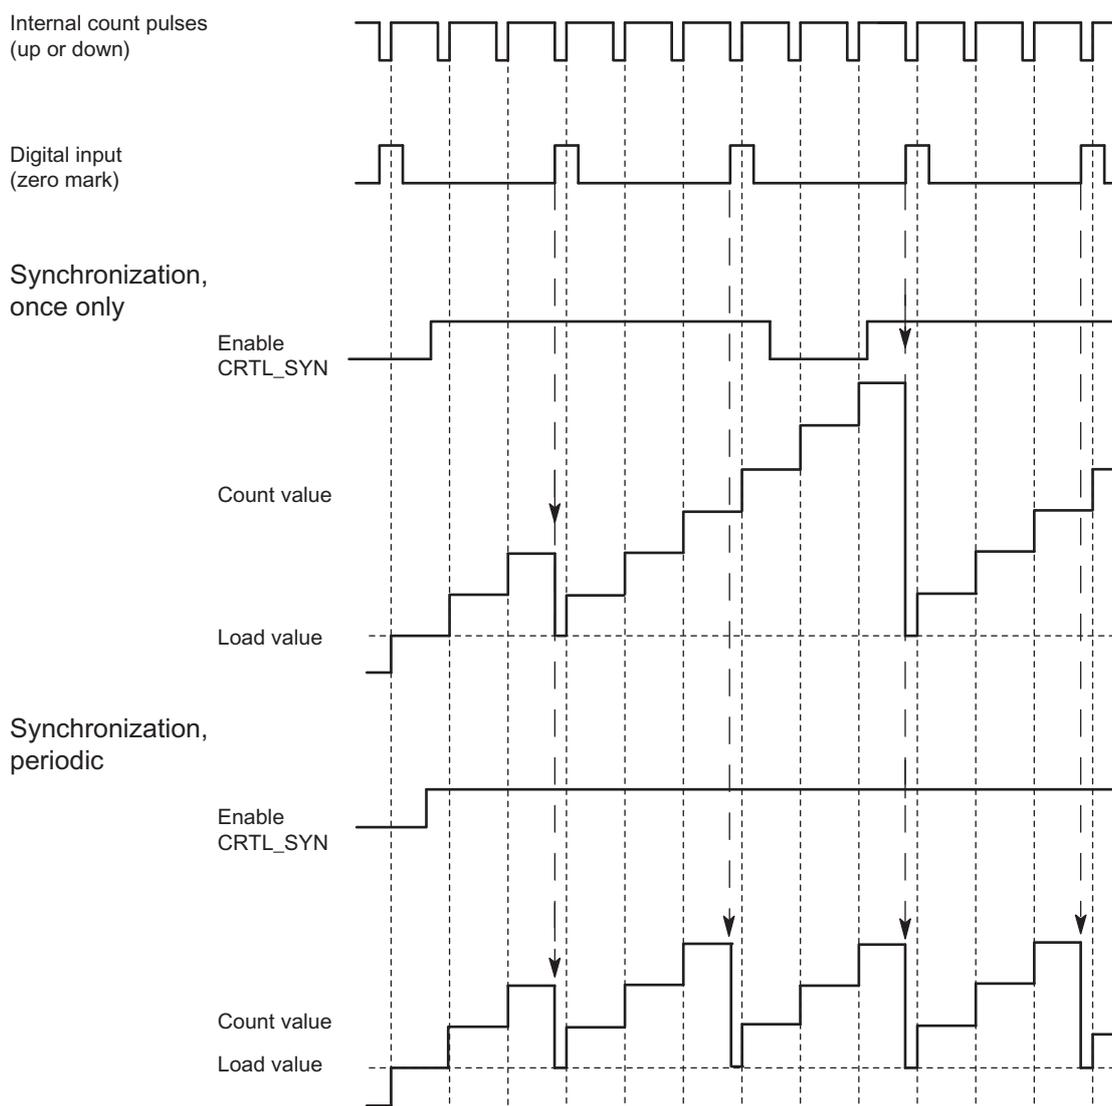 Internal count pulses
(up or down)
Digital input
(zero mark)
Synchronization,
once only
Enable
CRTL_SYN
Count value
Load value
Synchronization,
periodic
Enable
CRTL_SYN
Count value
Load value